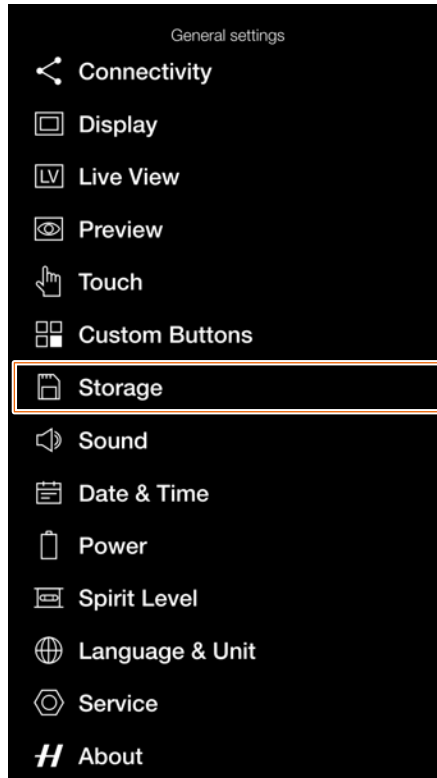 General settings
Connectivity
Display
LV Live View
Preview
Touch
Custom Buttons
Storage
Sound
Date & Time
Power
Spirit Level
Language & Unit
Service
H About